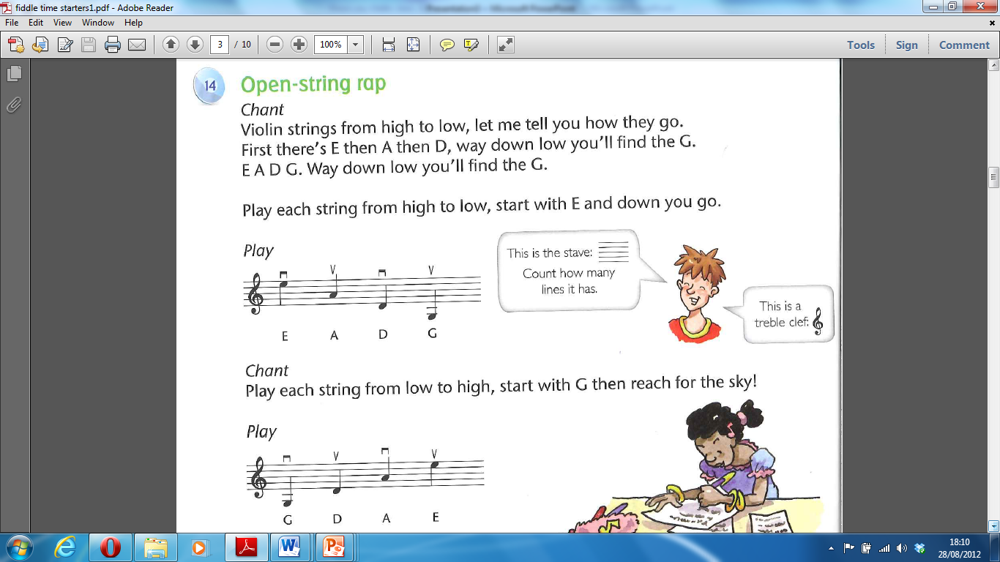 fiddle time starters1.pdf - Adobe Reader
File Edit View Window Help
3 / 10 100% Tools Sign Comment
14 Open-string rap
Chant
Violin strings from high to low, let me tell you how they go.
First there's E then A then D, way down low you'll find the G.
E A D G. Way down low you'll find the G.
Play each string from high to low, start with E and down you go.
Play
E A D G
This is the stave:
Count how many
lines it has.
This is a
treble clef:
Chant
Play each string from low to high, start with G then reach for the sky!
Play
G D A E
18:10
28/08/2012